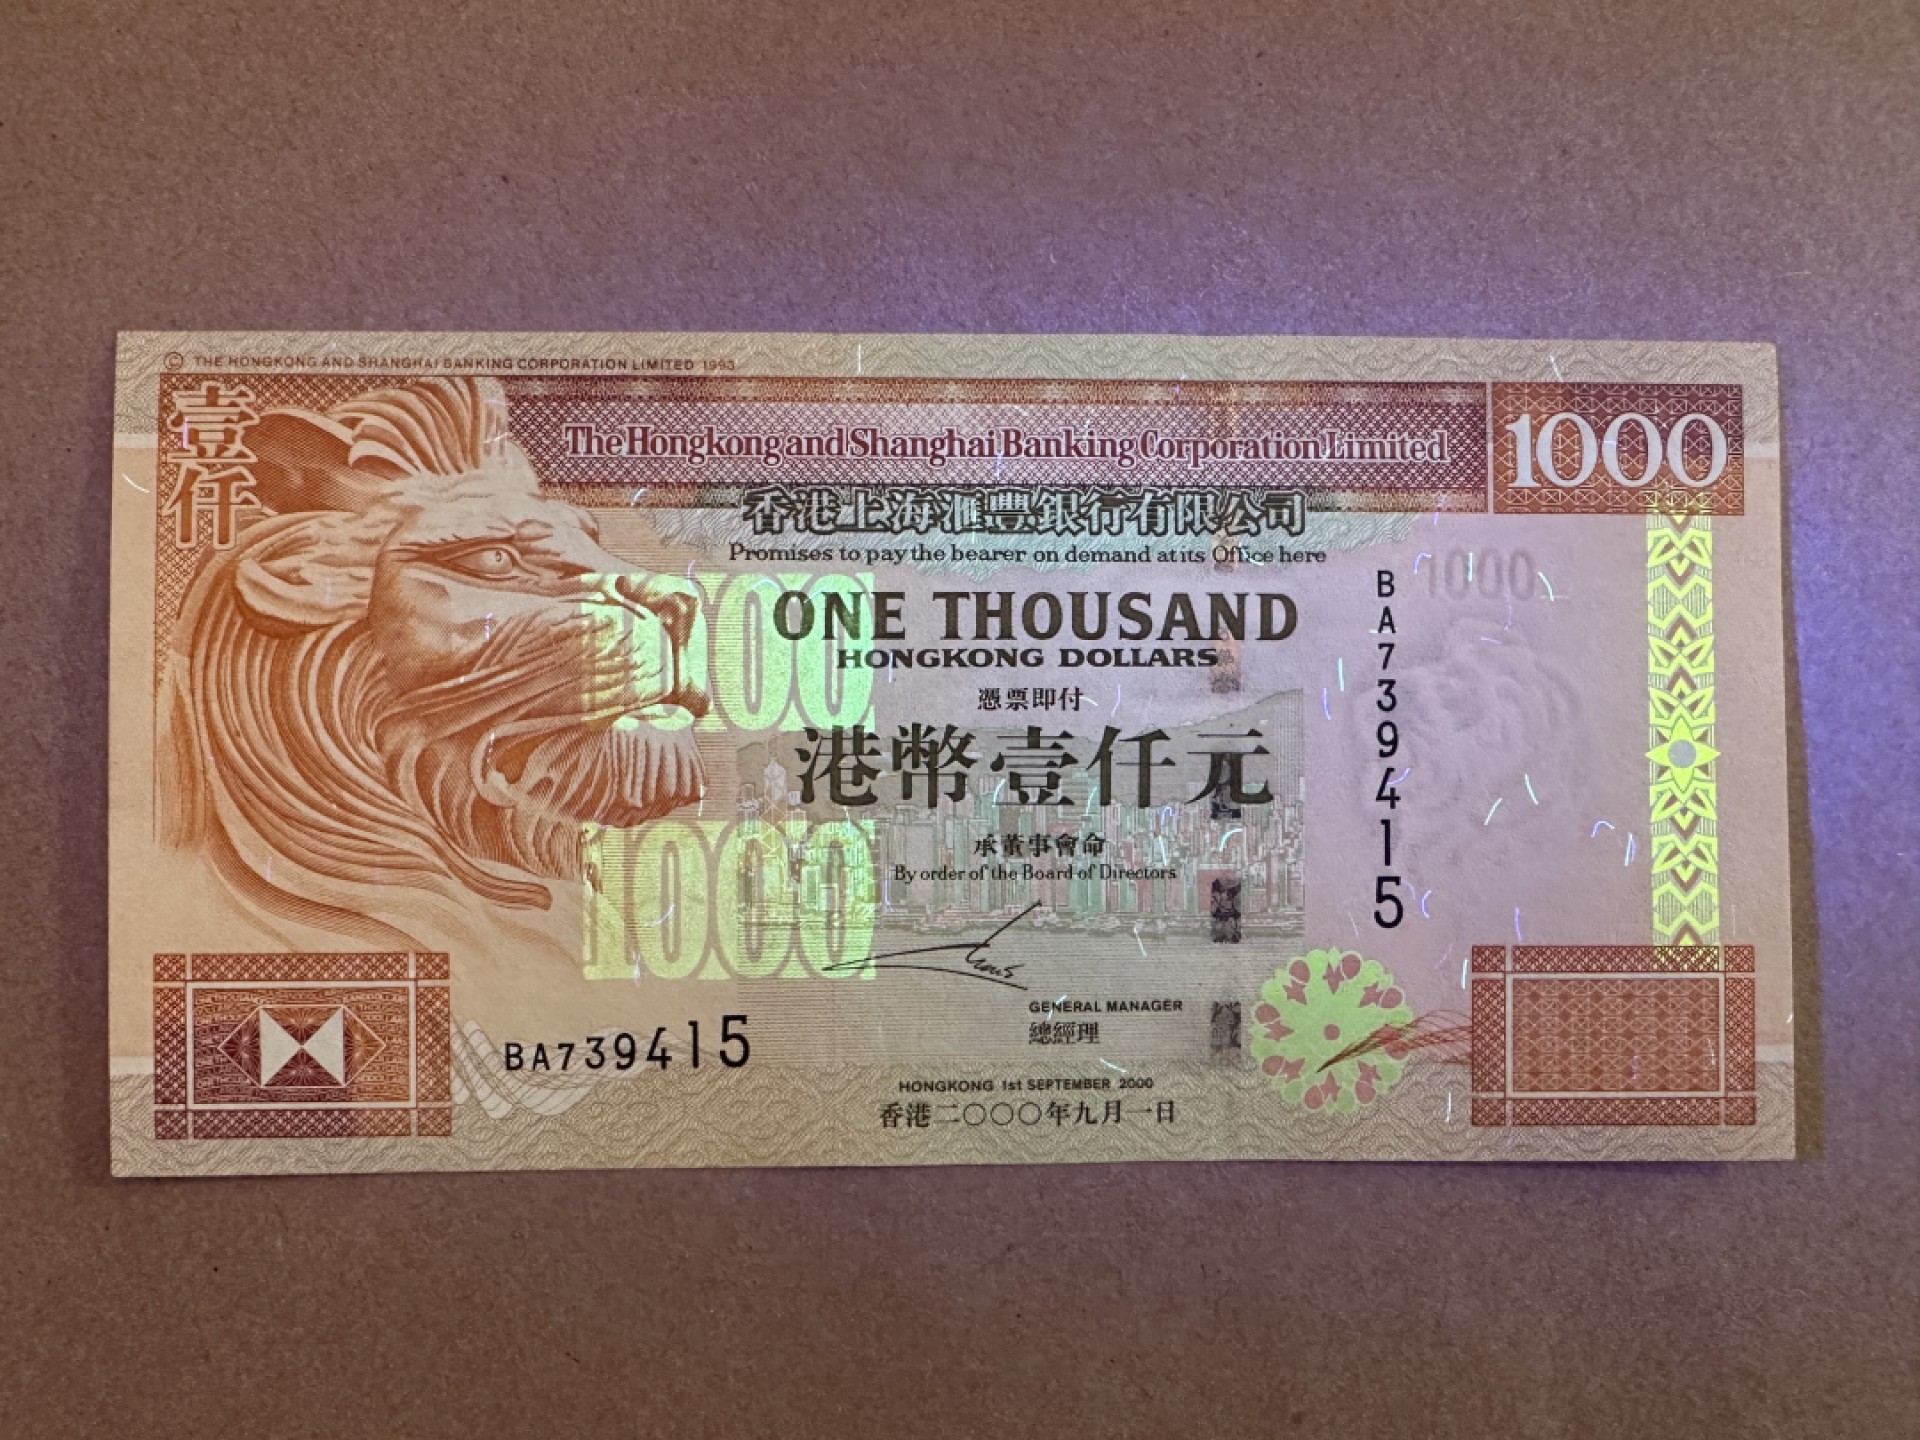 © THE HONGKONG AND SHANGHAI BANKING CORPORATION LIMITED 1993
壹仟
The Hongkong and Shanghai Banking Corporation Limited
1000
香港上海滙豐銀行有限公司
Promises to pay the bearer on demand at its Office here
1000
ONE THOUSAND
HONGKONG DOLLARS
BA739415
1000
憑票即付
港幣壹仟元
1000
承董事會命
By order of the Board of Directors
GENERAL MANAGER
總經理
BA739415
HONGKONG 1st SEPTEMBER 2000
香港二〇〇〇年九月一日